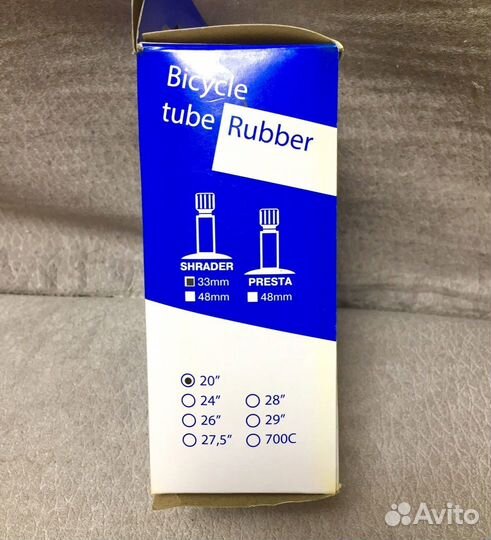 Bicycle
tube Rubber
SHRADER PRESTA
33mm
48mm 48mm
20”
24” 28”
26” 29”
27,5” 700C
Avito